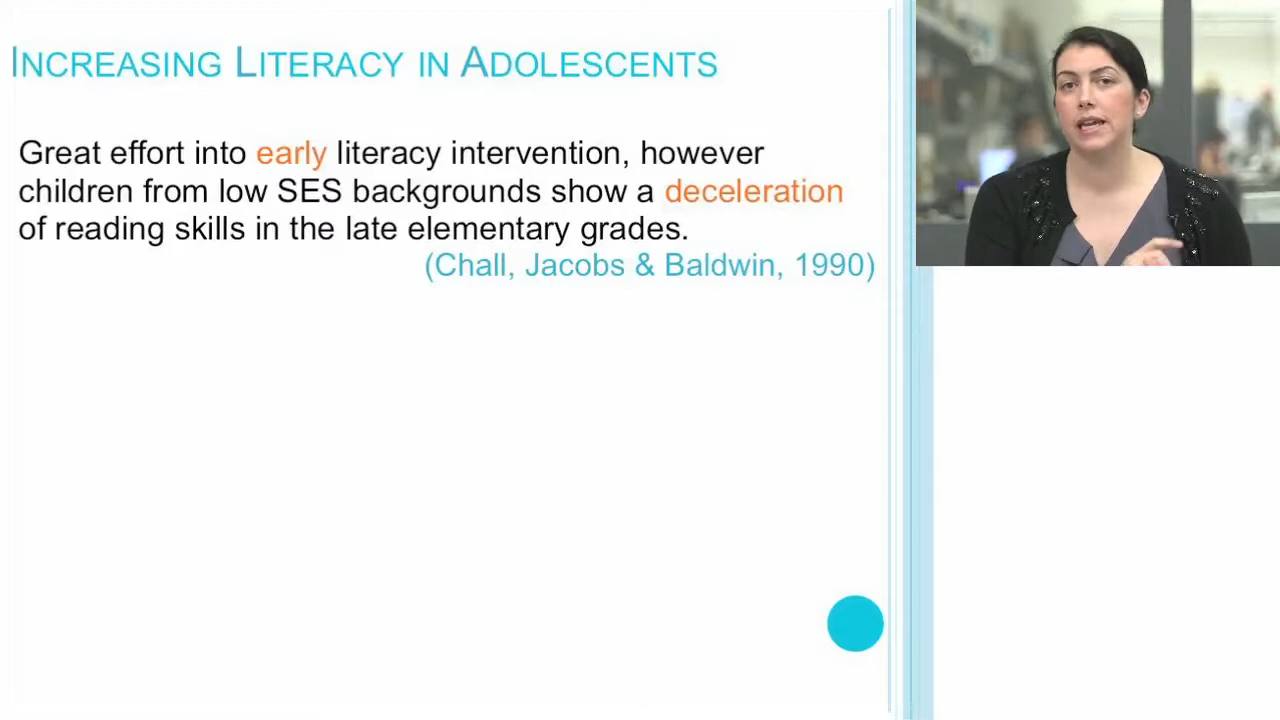 INCREASING LITERACY IN ADOLESCENTS
Great effort into early literacy intervention, however
children from low SES backgrounds show a deceleration
of reading skills in the late elementary grades.
(Chall, Jacobs & Baldwin, 1990)